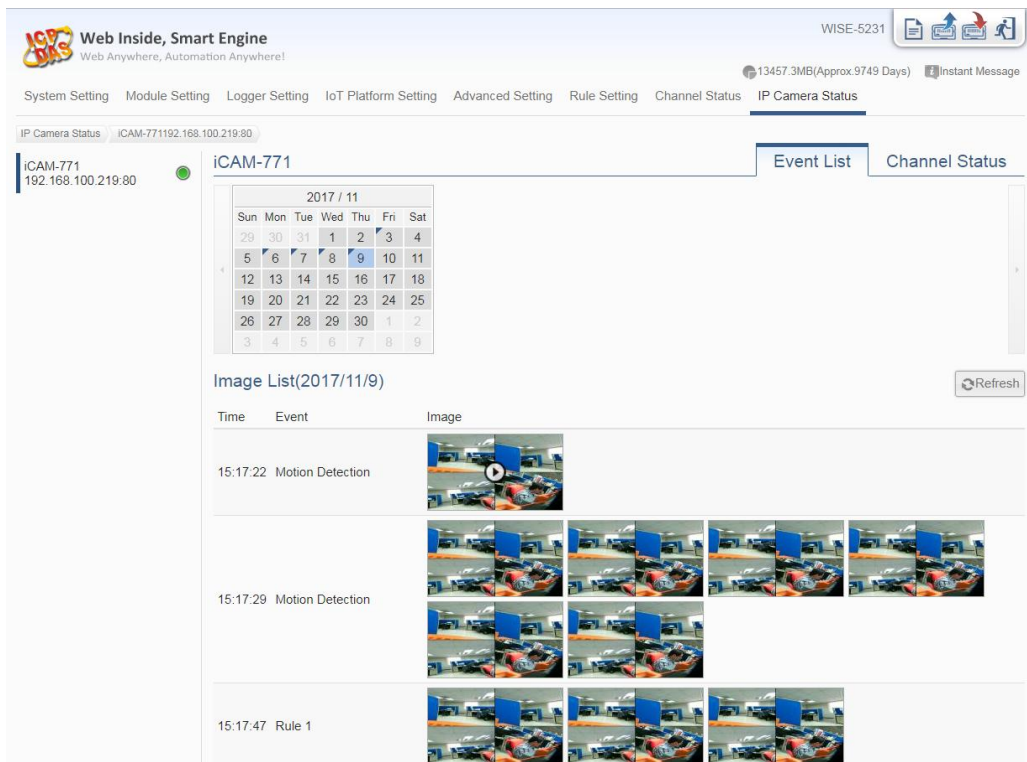 ICP DAS
Web Inside, Smart Engine
Web Anywhere, Automation Anywhere!
WISE-5231
13457.3MB(Approx.9749 Days) Instant Message
System Setting Module Setting Logger Setting IoT Platform Setting Advanced Setting Rule Setting Channel Status IP Camera Status
IP Camera Status iCAM-771192.168.100.219:80
iCAM-771
192.168.100.219:80
iCAM-771 Event List Channel Status
2017 / 11
Sun Mon Tue Wed Thu Fri Sat
29 30 31 1 2 3 4
5 6 7 8 9 10 11
12 13 14 15 16 17 18
19 20 21 22 23 24 25
26 27 28 29 30 1 2
3 4 5 6 7 8 9
Image List(2017/11/9) Refresh
Time Event Image
15:17:22 Motion Detection
15:17:29 Motion Detection
15:17:47 Rule 1